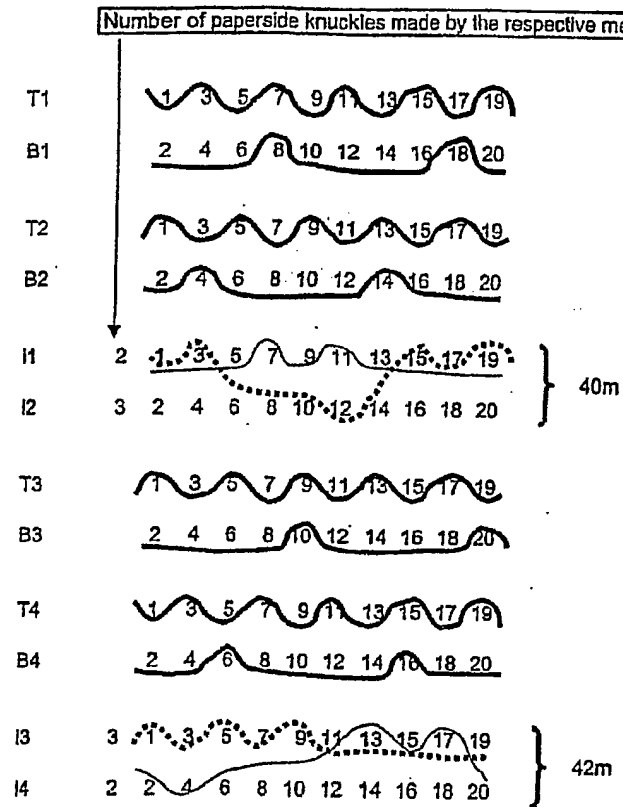 Number of paperside knuckles made by the respective
T1 1 3 5 7 9 11 13 15 17 19
B1 2 4 6 8 10 12 14 16 18 20
T2 1 3 5 7 9 11 13 15 17 19
B2 2 4 6 8 10 12 14 16 18 20
I1 2 1 3 5 7 9 11 13 15 17 19
40m
I2 3 2 4 6 8 10 12 14 16 18 20
T3 1 3 5 7 9 11 13 15 17 19
B3 2 4 6 8 10 12 14 16 18 20
T4 1 3 5 7 9 11 13 15 17 19
B4 2 4 6 8 10 12 14 16 18 20
I3 3 1 3 5 7 9 11 13 15 17 19
42m
I4 2 2 4 6 8 10 12 14 16 18 20